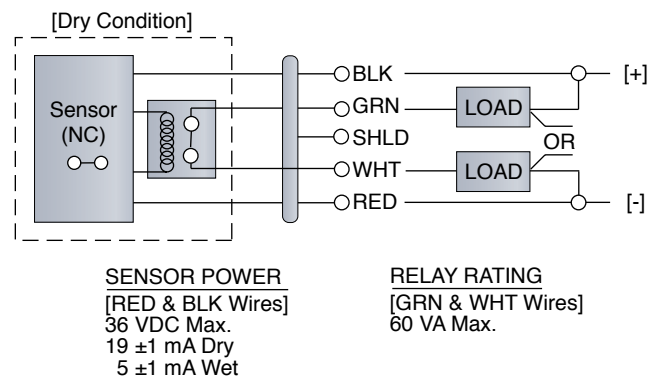 [Dry Condition]
Sensor
(NC)
BLK
GRN
SHLD
WHT
RED
LOAD
OR
LOAD
[+]
[-]
SENSOR POWER
[RED & BLK Wires]
36 VDC Max.
19 ±1 mA Dry
5 ±1 mA Wet
RELAY RATING
[GRN & WHT Wires]
60 VA Max.